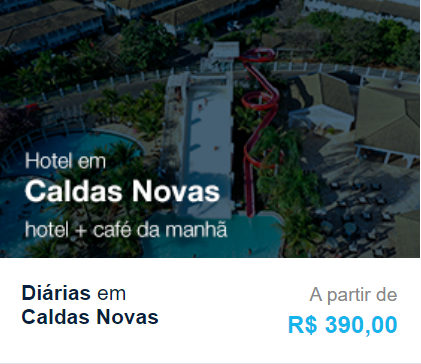 Hotel em
Caldas Novas
hotel + café da manhã
Diárias em
Caldas Novas
A partir de
R$ 390,00